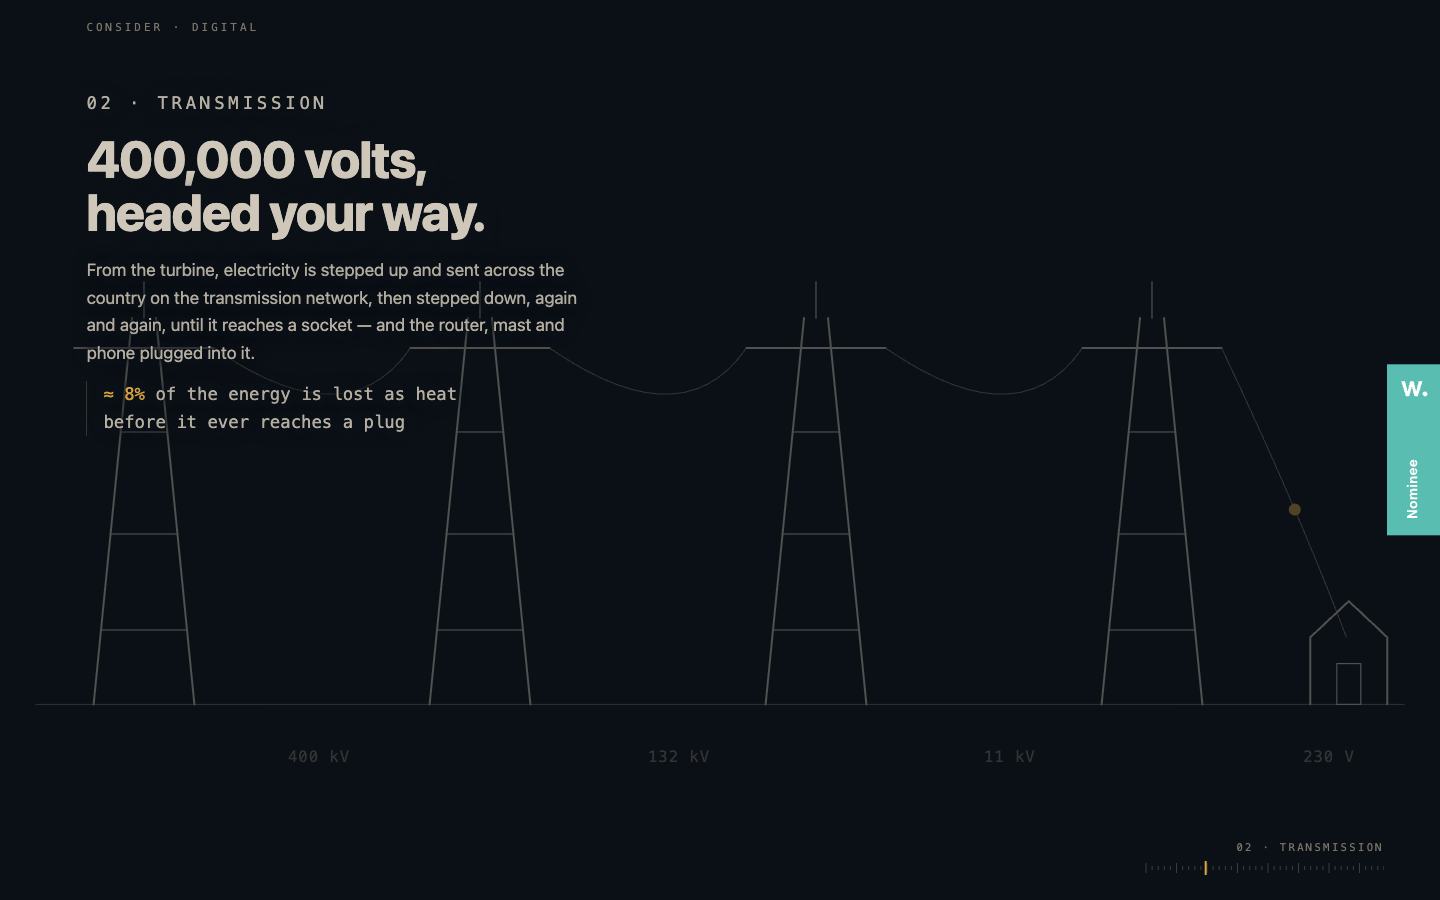 CONSIDER · DIGITAL
02 · TRANSMISSION
400,000 volts,
headed your way.
From the turbine, electricity is stepped up and sent across the
country on the transmission network, then stepped down, again
and again, until it reaches a socket — and the router, mast and
phone plugged into it.
≈ 8% of the energy is lost as heat
before it ever reaches a plug
W.
Nominee
400 kV
132 kV
11 kV
230 V
02 · TRANSMISSION